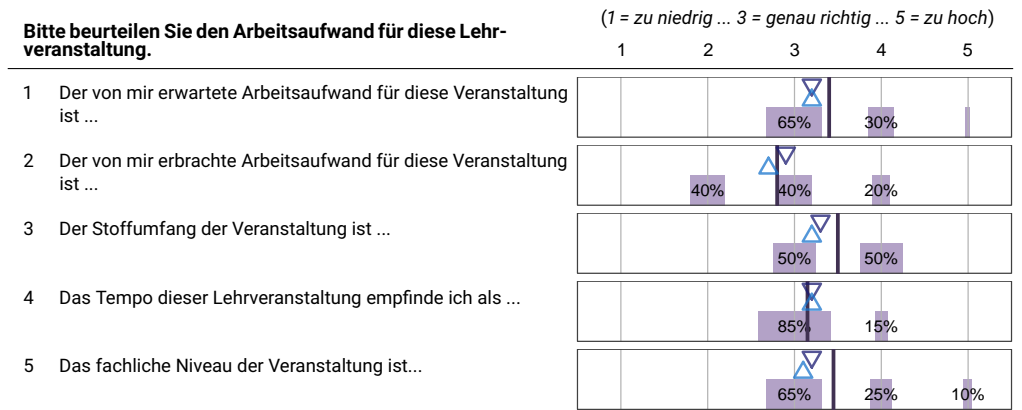 Bitte beurteilen Sie den Arbeitsaufwand für diese Lehr-
veranstaltung.
(1 = zu niedrig ... 3 = genau richtig ... 5 = zu hoch)
1 2 3 4 5
1 Der von mir erwartete Arbeitsaufwand für diese Veranstaltung
ist ...
65% 30%
2 Der von mir erbrachte Arbeitsaufwand für diese Veranstaltung
ist ...
40% 40% 20%
3 Der Stoffumfang der Veranstaltung ist ...
50% 50%
4 Das Tempo dieser Lehrveranstaltung empfinde ich als ...
85% 15%
5 Das fachliche Niveau der Veranstaltung ist...
65% 25% 10%